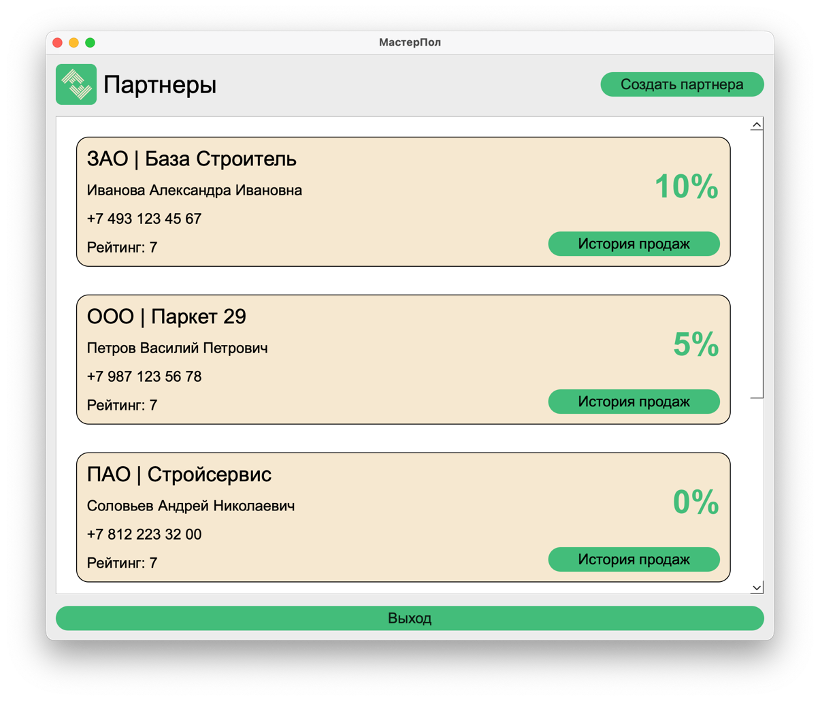 МастерПол
Партнеры
Создать партнера
ЗАО | База Строитель
Иванова Александра Ивановна
10%
+7 493 123 45 67
Рейтинг: 7
История продаж
ООО | Паркет 29
Петров Василий Петрович
5%
+7 987 123 56 78
Рейтинг: 7
История продаж
ПАО | Стройсервис
Соловьев Андрей Николаевич
0%
+7 812 223 32 00
Рейтинг: 7
История продаж
Выход